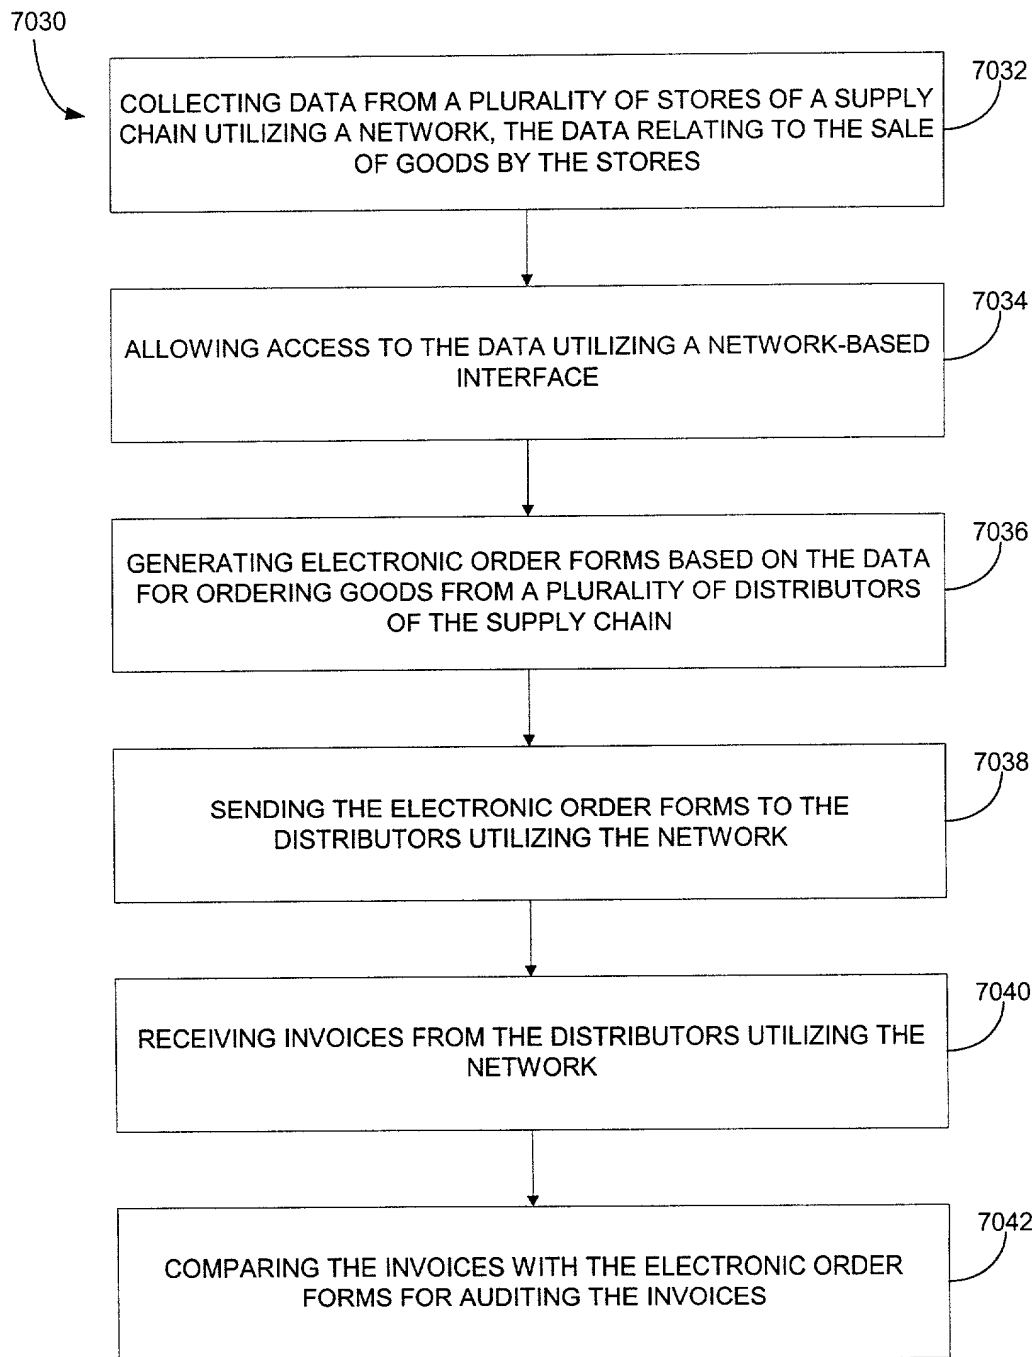 7030
7032
COLLECTING DATA FROM A PLURALITY OF STORES OF A SUPPLY
CHAIN UTILIZING A NETWORK, THE DATA RELATING TO THE SALE
OF GOODS BY THE STORES
7034
ALLOWING ACCESS TO THE DATA UTILIZING A NETWORK-BASED
INTERFACE
7036
GENERATING ELECTRONIC ORDER FORMS BASED ON THE DATA
FOR ORDERING GOODS FROM A PLURALITY OF DISTRIBUTORS
OF THE SUPPLY CHAIN
7038
SENDING THE ELECTRONIC ORDER FORMS TO THE
DISTRIBUTORS UTILIZING THE NETWORK
7040
RECEIVING INVOICES FROM THE DISTRIBUTORS UTILIZING THE
NETWORK
7042
COMPARING THE INVOICES WITH THE ELECTRONIC ORDER
FORMS FOR AUDITING THE INVOICES